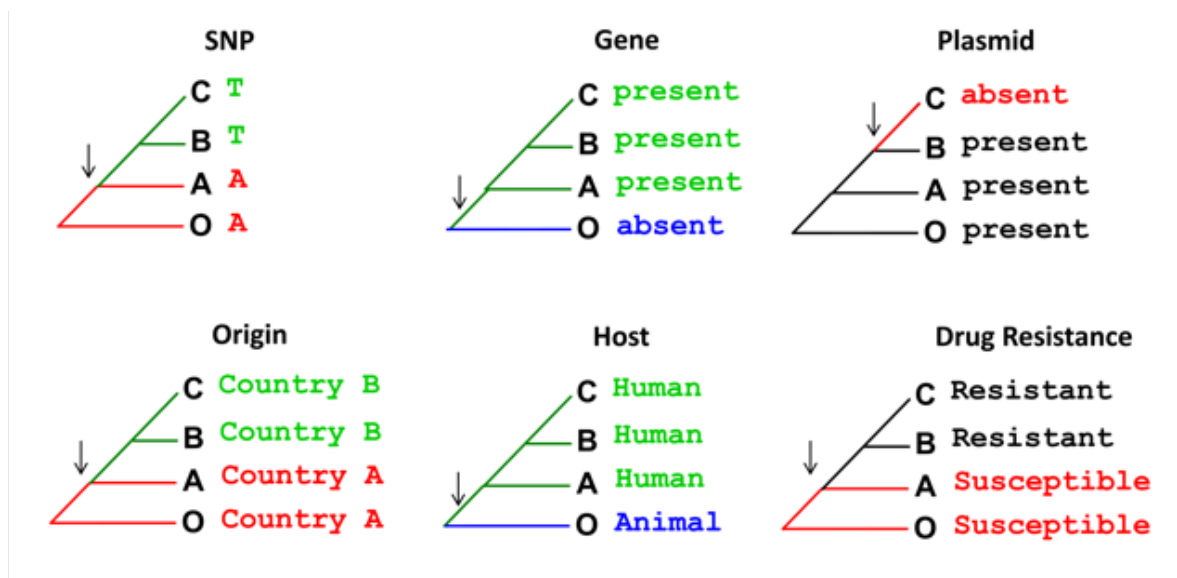 SNP
C T
B T
A A
O A
Gene
C present
B present
A present
O absent
Plasmid
C absent
B present
A present
O present
Origin
C Country B
B Country B
A Country A
O Country A
Host
C Human
B Human
A Human
O Animal
Drug Resistance
C Resistant
B Resistant
A Susceptible
O Susceptible